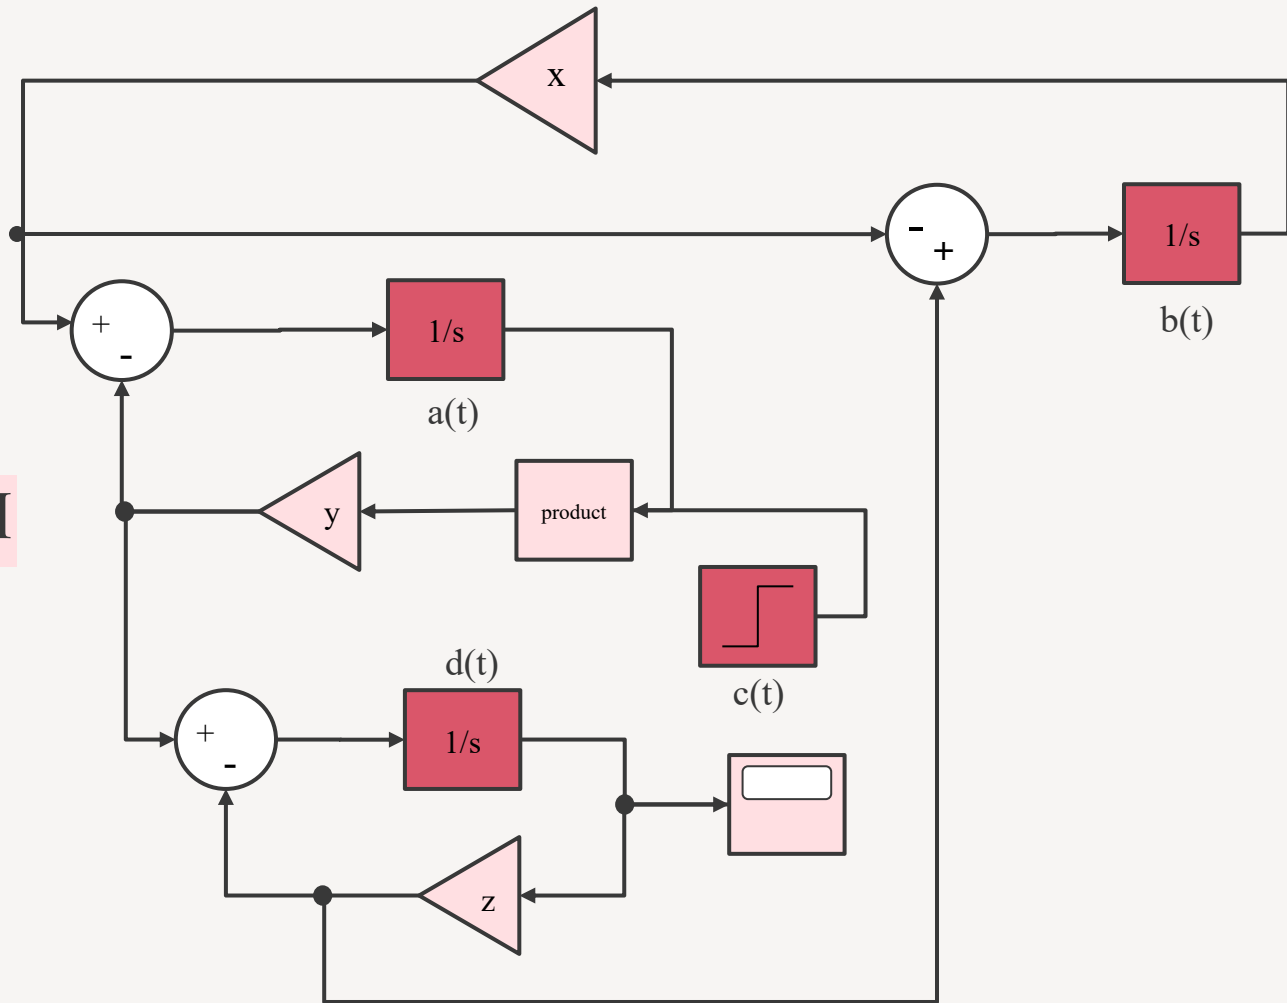 x
-
+
1/s
b(t)
+
-
1/s
a(t)
y
product
d(t)
c(t)
+
-
1/s
z